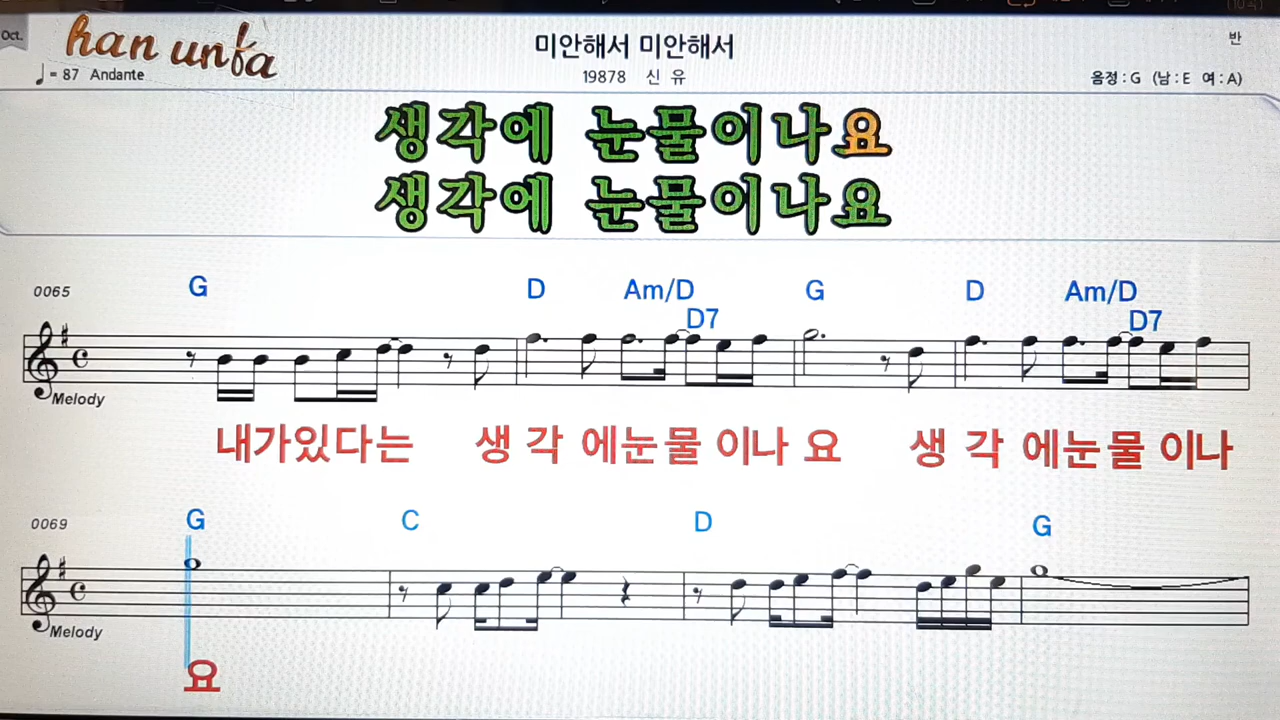 Oct.
han unfa
미안해서 미안해서
반
♩= 87 Andante
19878 신 유
음정 : G (남 : E 여 : A)
생각에 눈물이나요
생각에 눈물이나요
0065 G D Am/D D7 G D Am/D D7
Melody
내가있다는 생 각 에눈물 이나 요 생 각 에눈물 이나
0069 G C D G
Melody
요